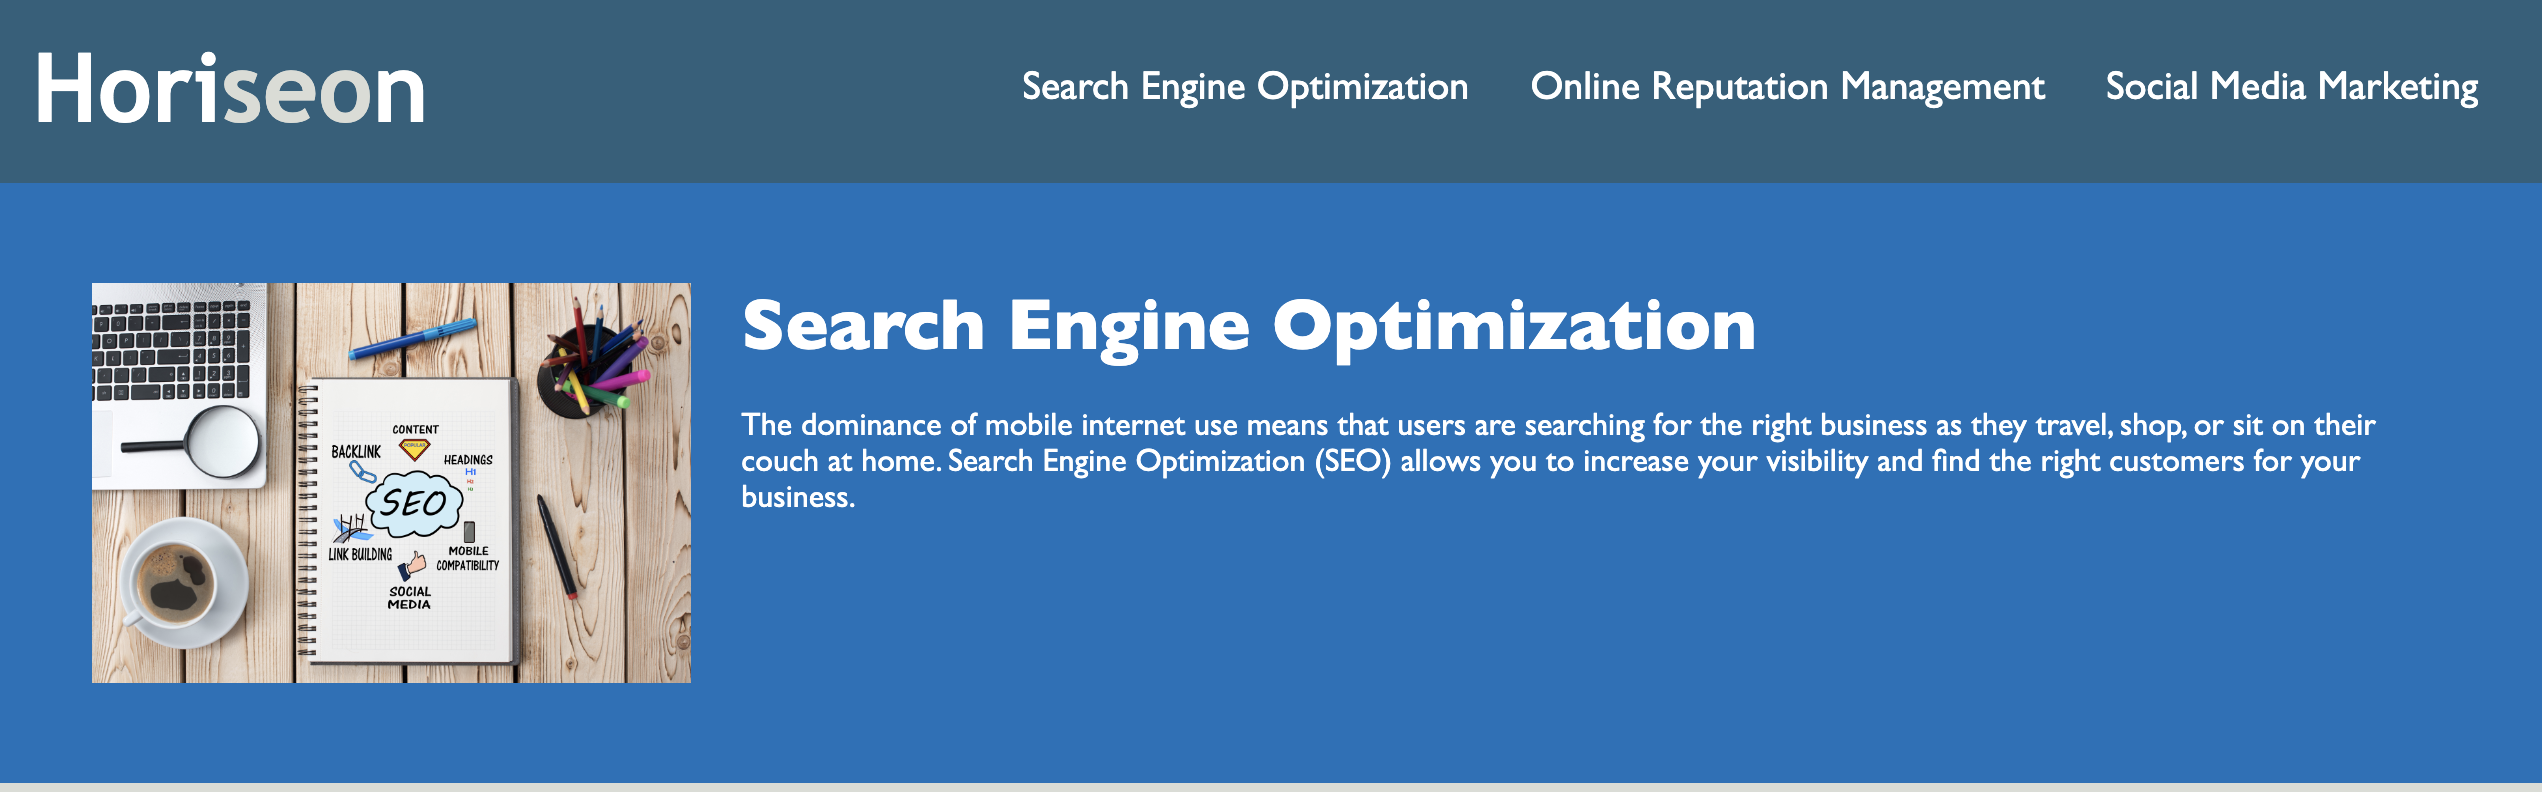 Horiseon
Search Engine Optimization
Online Reputation Management
Social Media Marketing
Search Engine Optimization
The dominance of mobile internet use means that users are searching for the right business as they travel, shop, or sit on their
couch at home. Search Engine Optimization (SEO) allows you to increase your visibility and find the right customers for your
business.
CONTENT
POPULAR
BACKLINK
HEADINGS
H1
H2
H3
SEO
LINK BUILDING
MOBILE
COMPATIBILITY
SOCIAL
MEDIA